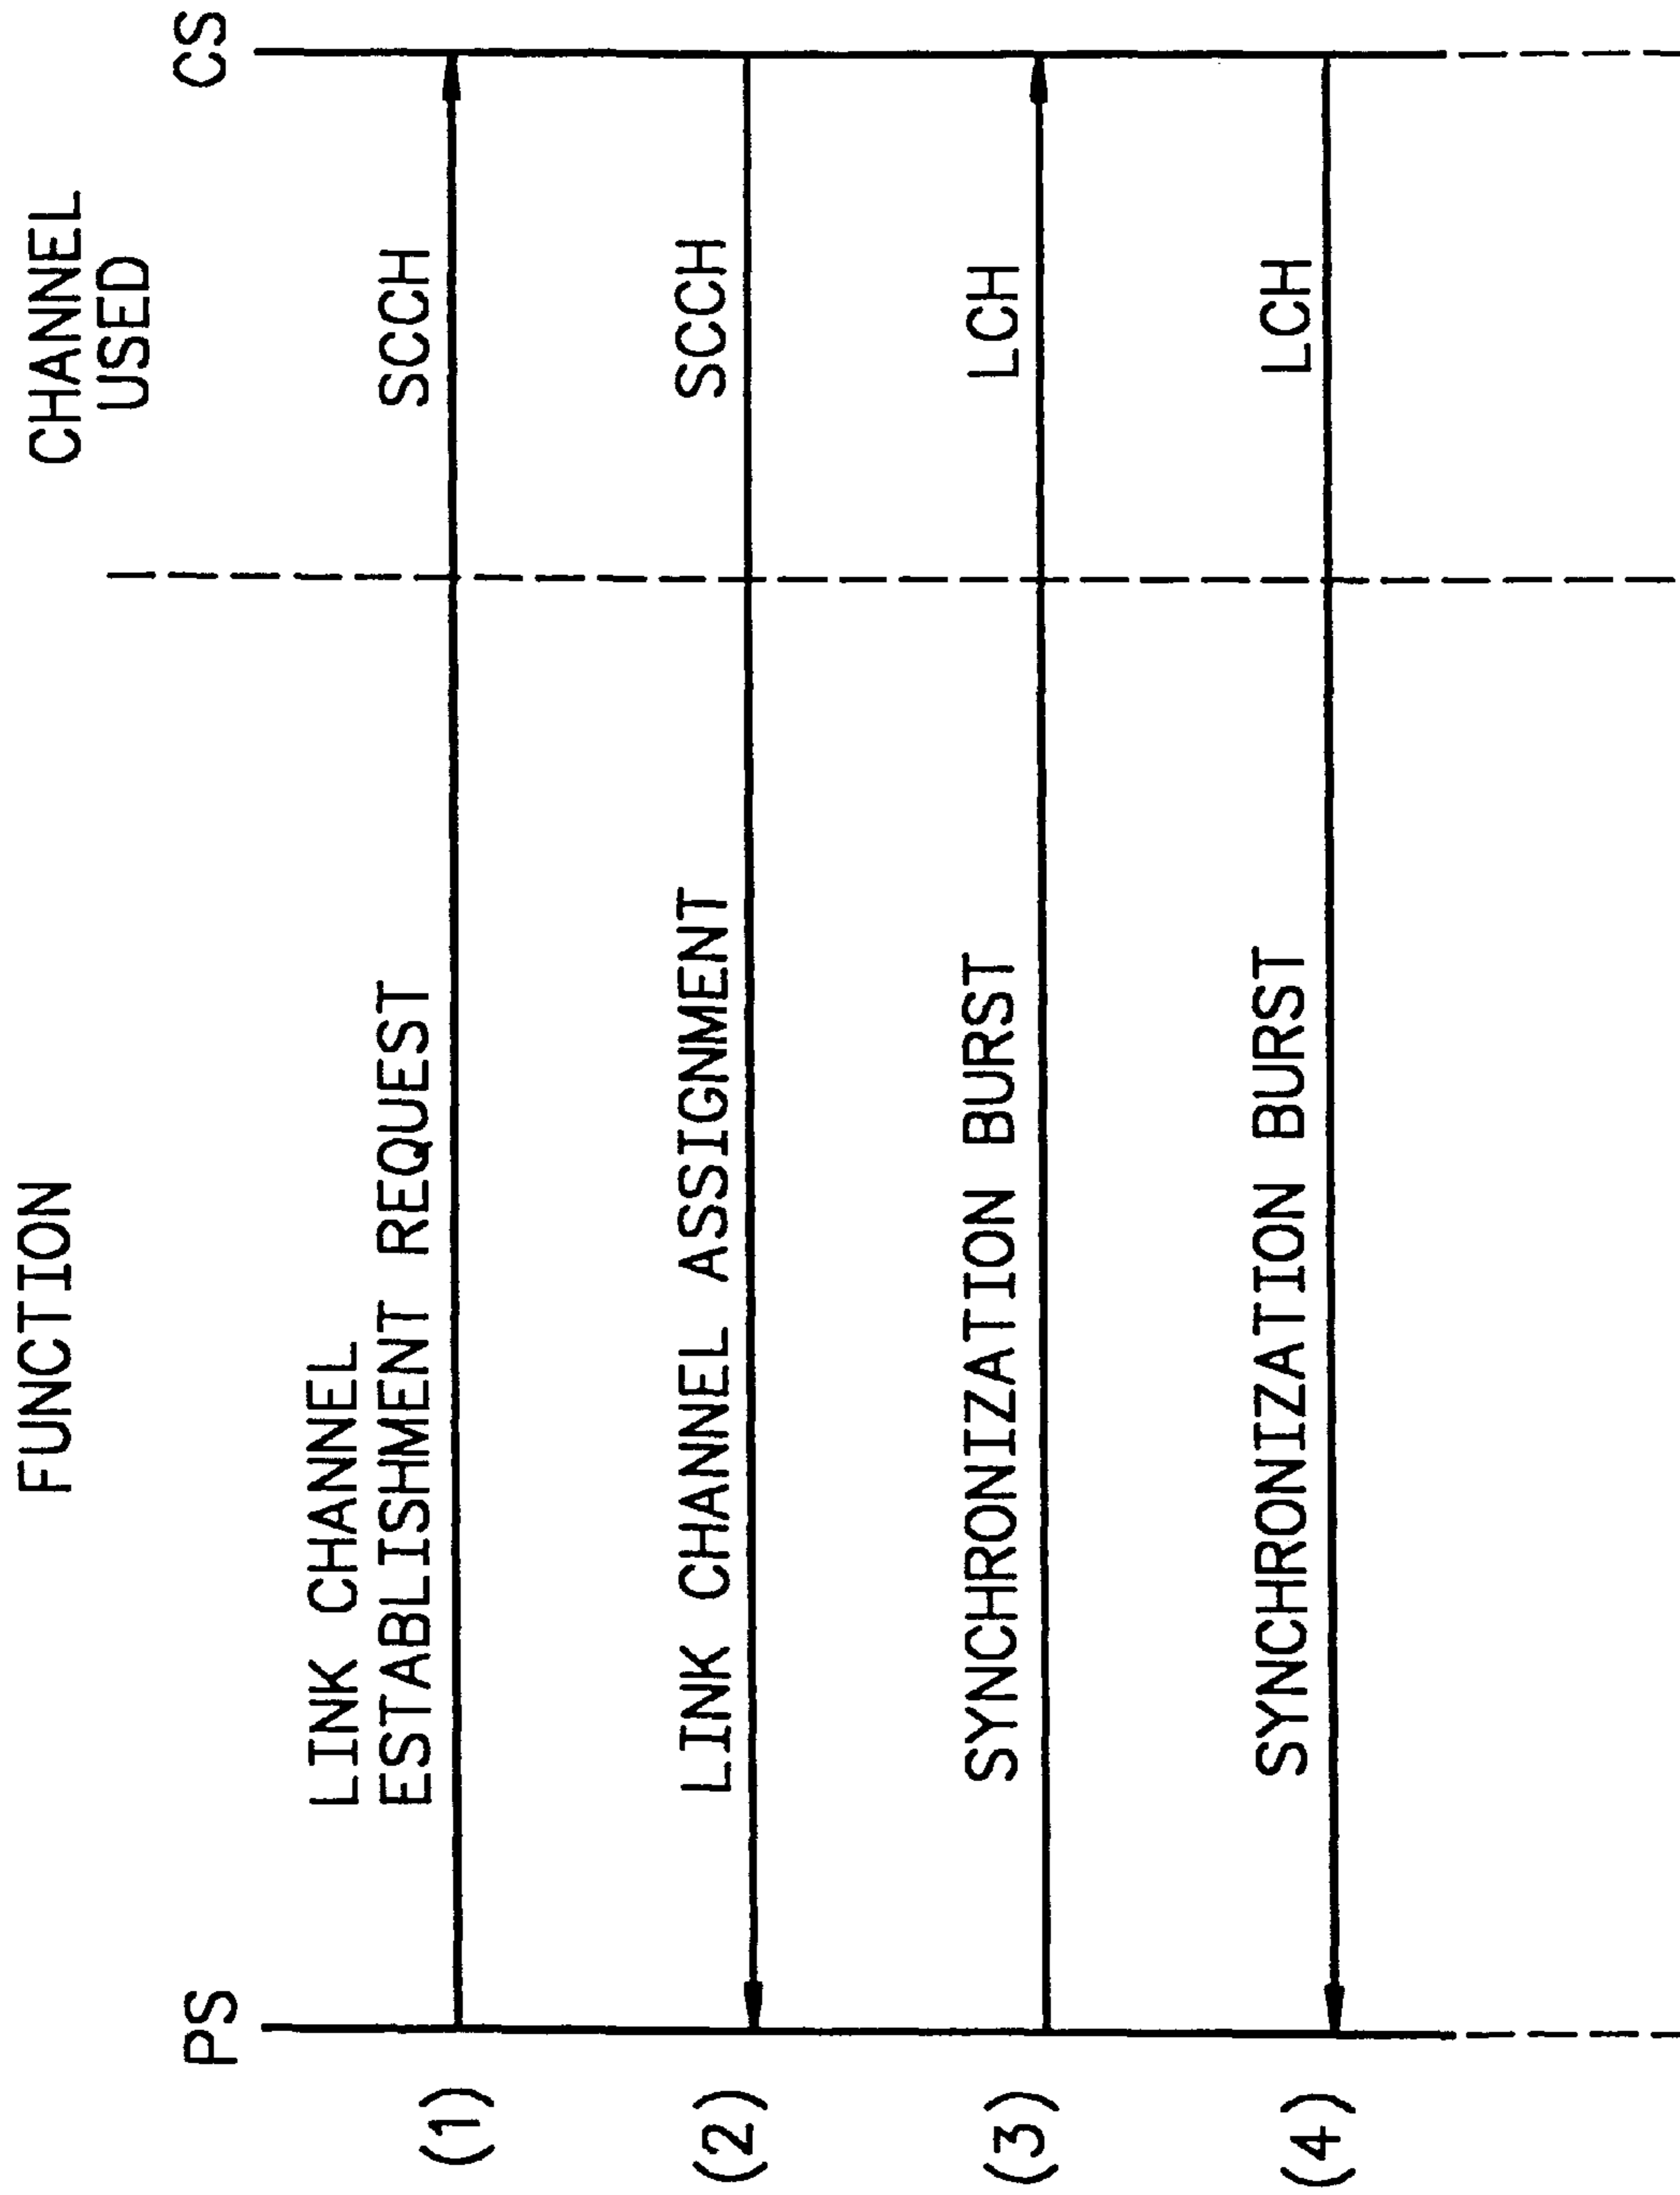 FUNCTION
CHANNEL
USED
PS
CS
(1)
LINK CHANNEL
ESTABLISHMENT REQUEST
SCCH
(2)
LINK CHANNEL ASSIGNMENT
SCCH
(3)
SYNCHRONIZATION BURST
LCH
(4)
SYNCHRONIZATION BURST
LCH